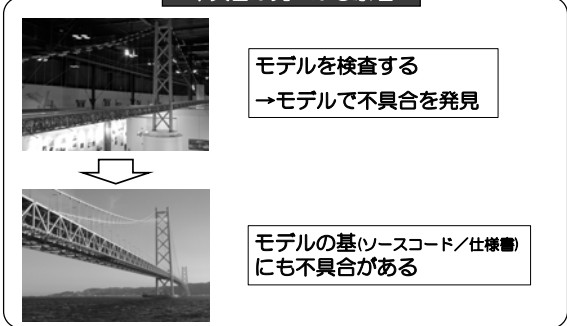 モデルを検査する
→モデルで不具合を発見
モデルの基(ソースコード／仕様書)
にも不具合がある